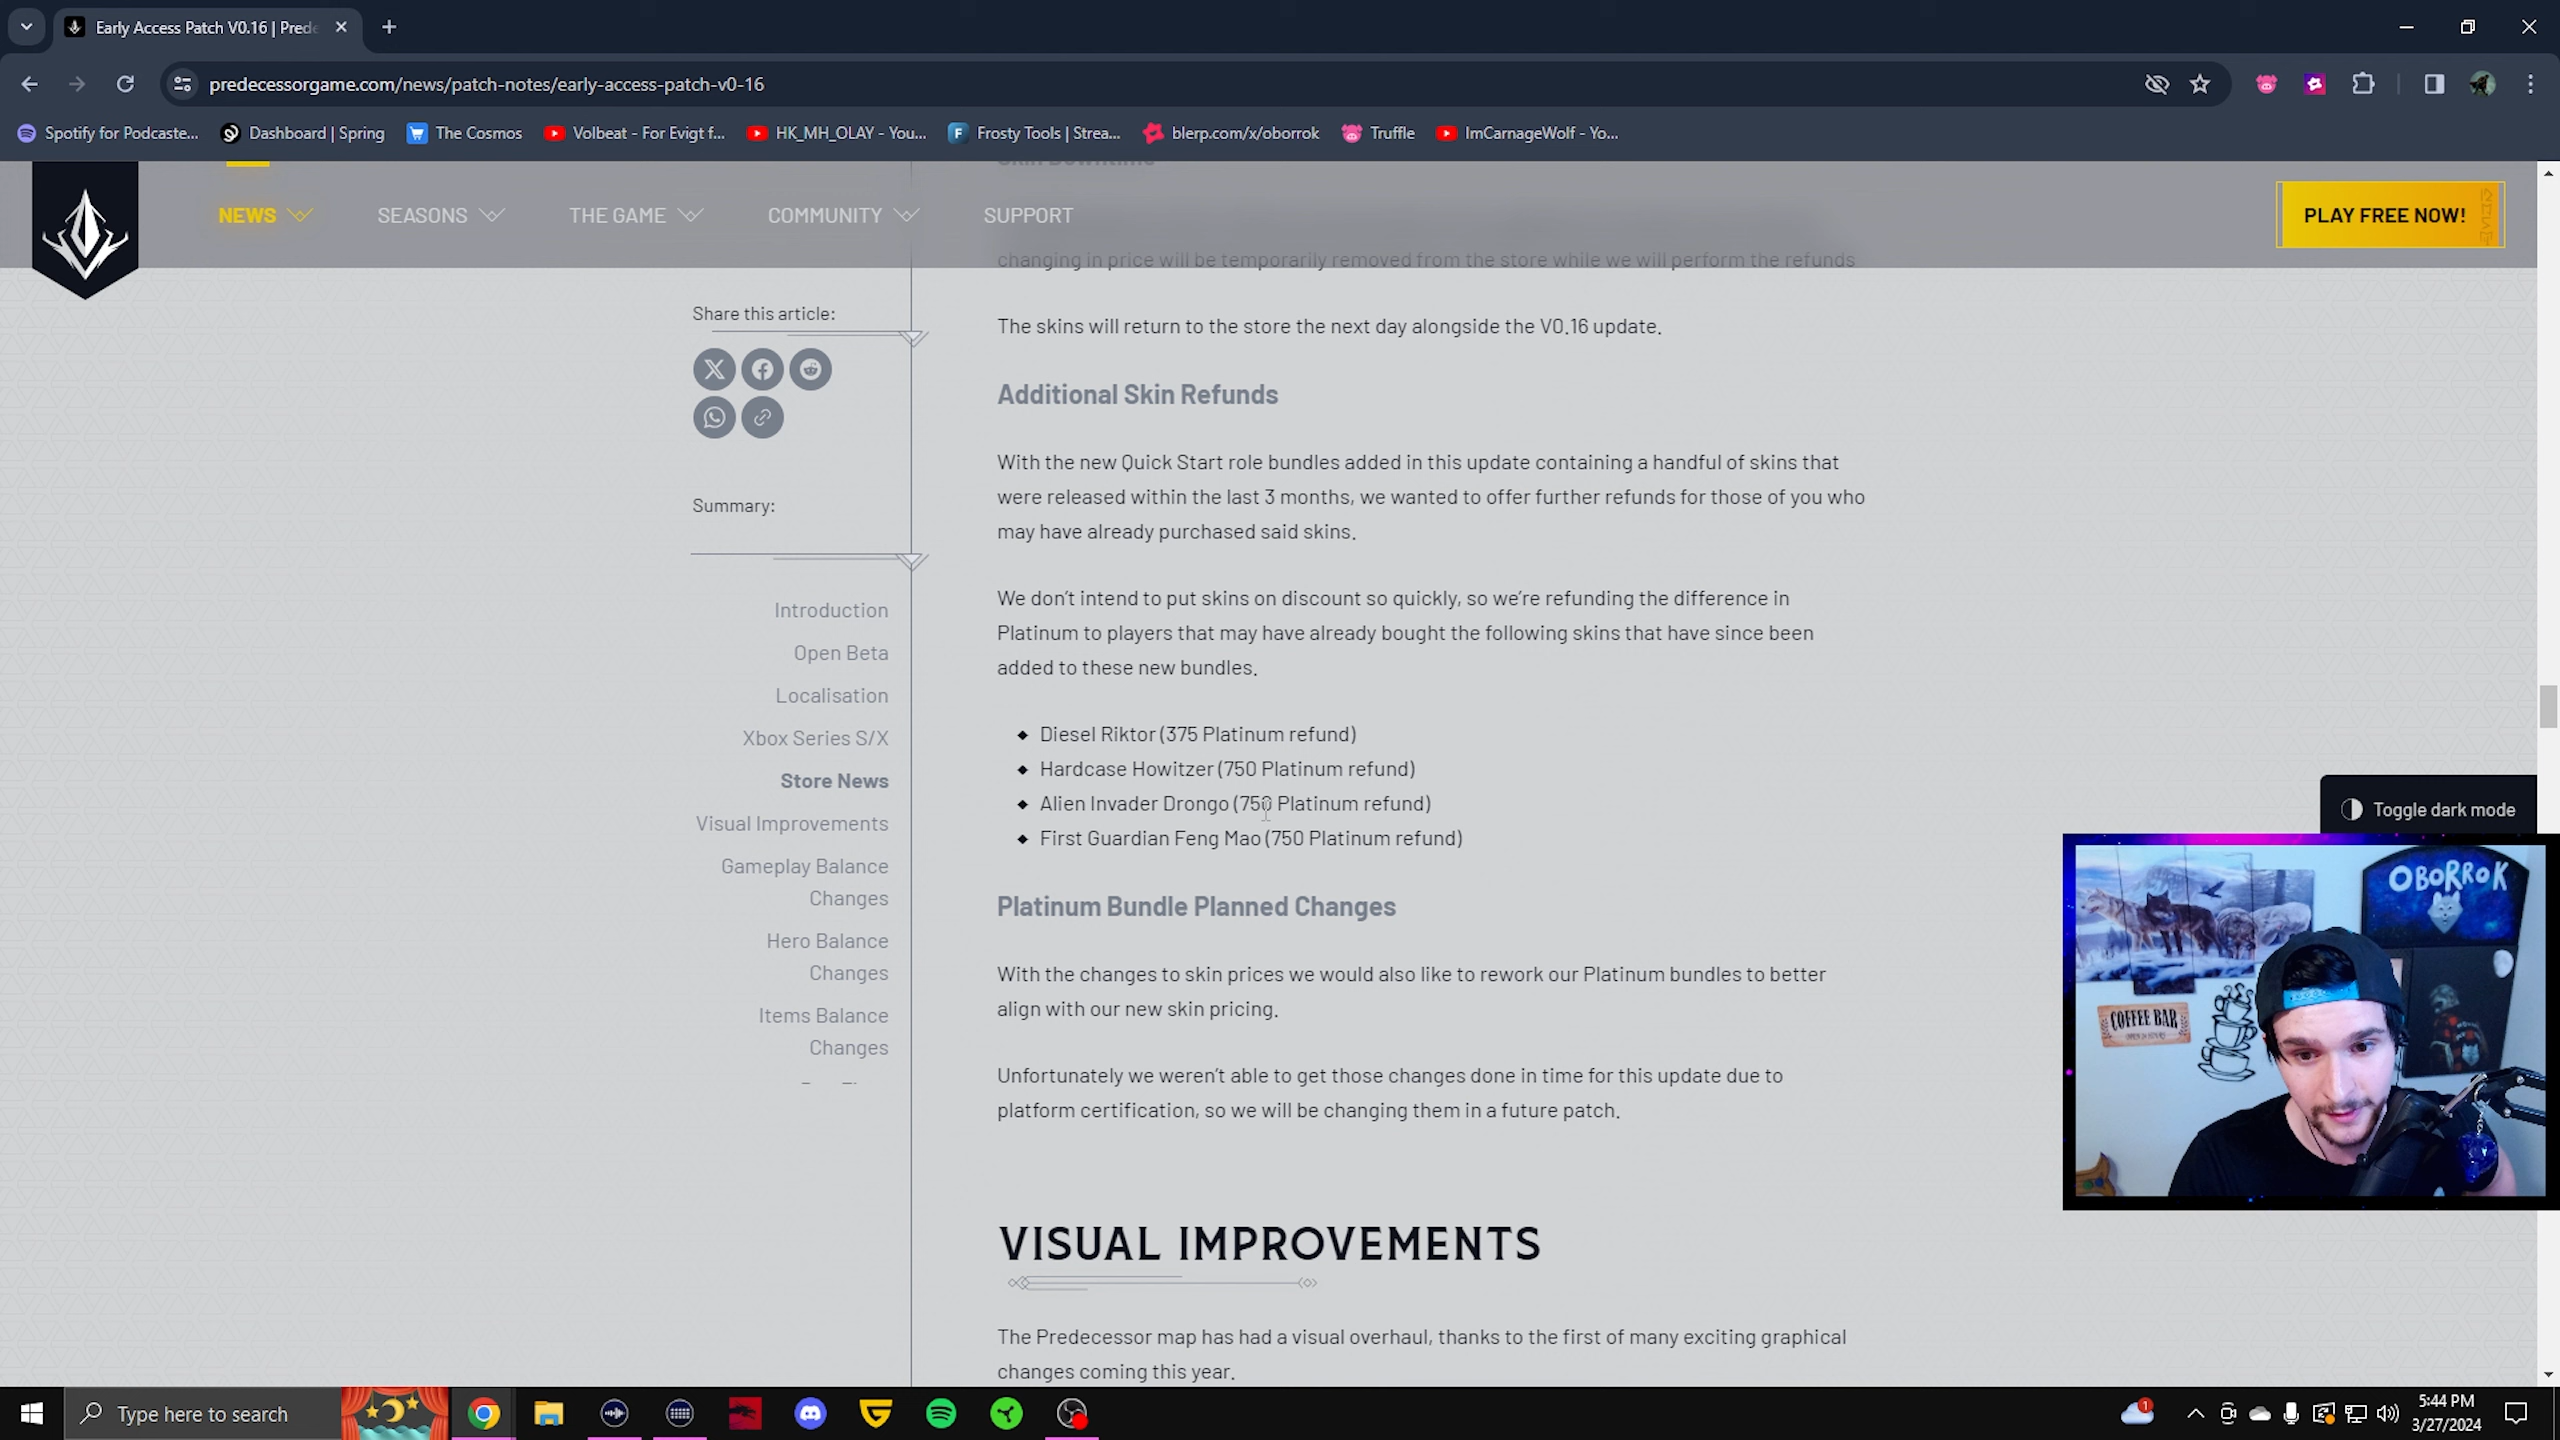 Early Access Patch V0.16 | Prede
predecessorgame.com/news/patch-notes/early-access-patch-v0-16
Spotify for Podcaste...
Dashboard | Spring
The Cosmos
Volbeat - For Evigt f...
HK_MH_OLAY - You...
Frosty Tools | Strea...
blerp.com/x/oborrok
Truffle
ImCarnageWolf - Yo...
Skin Downtime
NEWS
SEASONS
THE GAME
COMMUNITY
SUPPORT
PLAY FREE NOW!
changing in price will be temporarily removed from the store while we will perform the refunds
Share this article:
Summary:
Introduction
Open Beta
Localisation
Xbox Series S/X
Store News
Visual Improvements
Gameplay Balance
Changes
Hero Balance
Changes
Items Balance
Changes
The skins will return to the store the next day alongside the V0.16 update.
Additional Skin Refunds
With the new Quick Start role bundles added in this update containing a handful of skins that
were released within the last 3 months, we wanted to offer further refunds for those of you who
may have already purchased said skins.
We don't intend to put skins on discount so quickly, so we're refunding the difference in
Platinum to players that may have already bought the following skins that have since been
added to these new bundles.
Diesel Riktor (375 Platinum refund)
Hardcase Howitzer (750 Platinum refund)
Alien Invader Drongo (750 Platinum refund)
First Guardian Feng Mao (750 Platinum refund)
Platinum Bundle Planned Changes
With the changes to skin prices we would also like to rework our Platinum bundles to better
align with our new skin pricing.
Unfortunately we weren't able to get those changes done in time for this update due to
platform certification, so we will be changing them in a future patch.
VISUAL IMPROVEMENTS
The Predecessor map has had a visual overhaul, thanks to the first of many exciting graphical
changes coming this year.
Toggle dark mode
OBORROK
COFFEE BAR
Type here to search
1
5:44 PM
3/27/2024